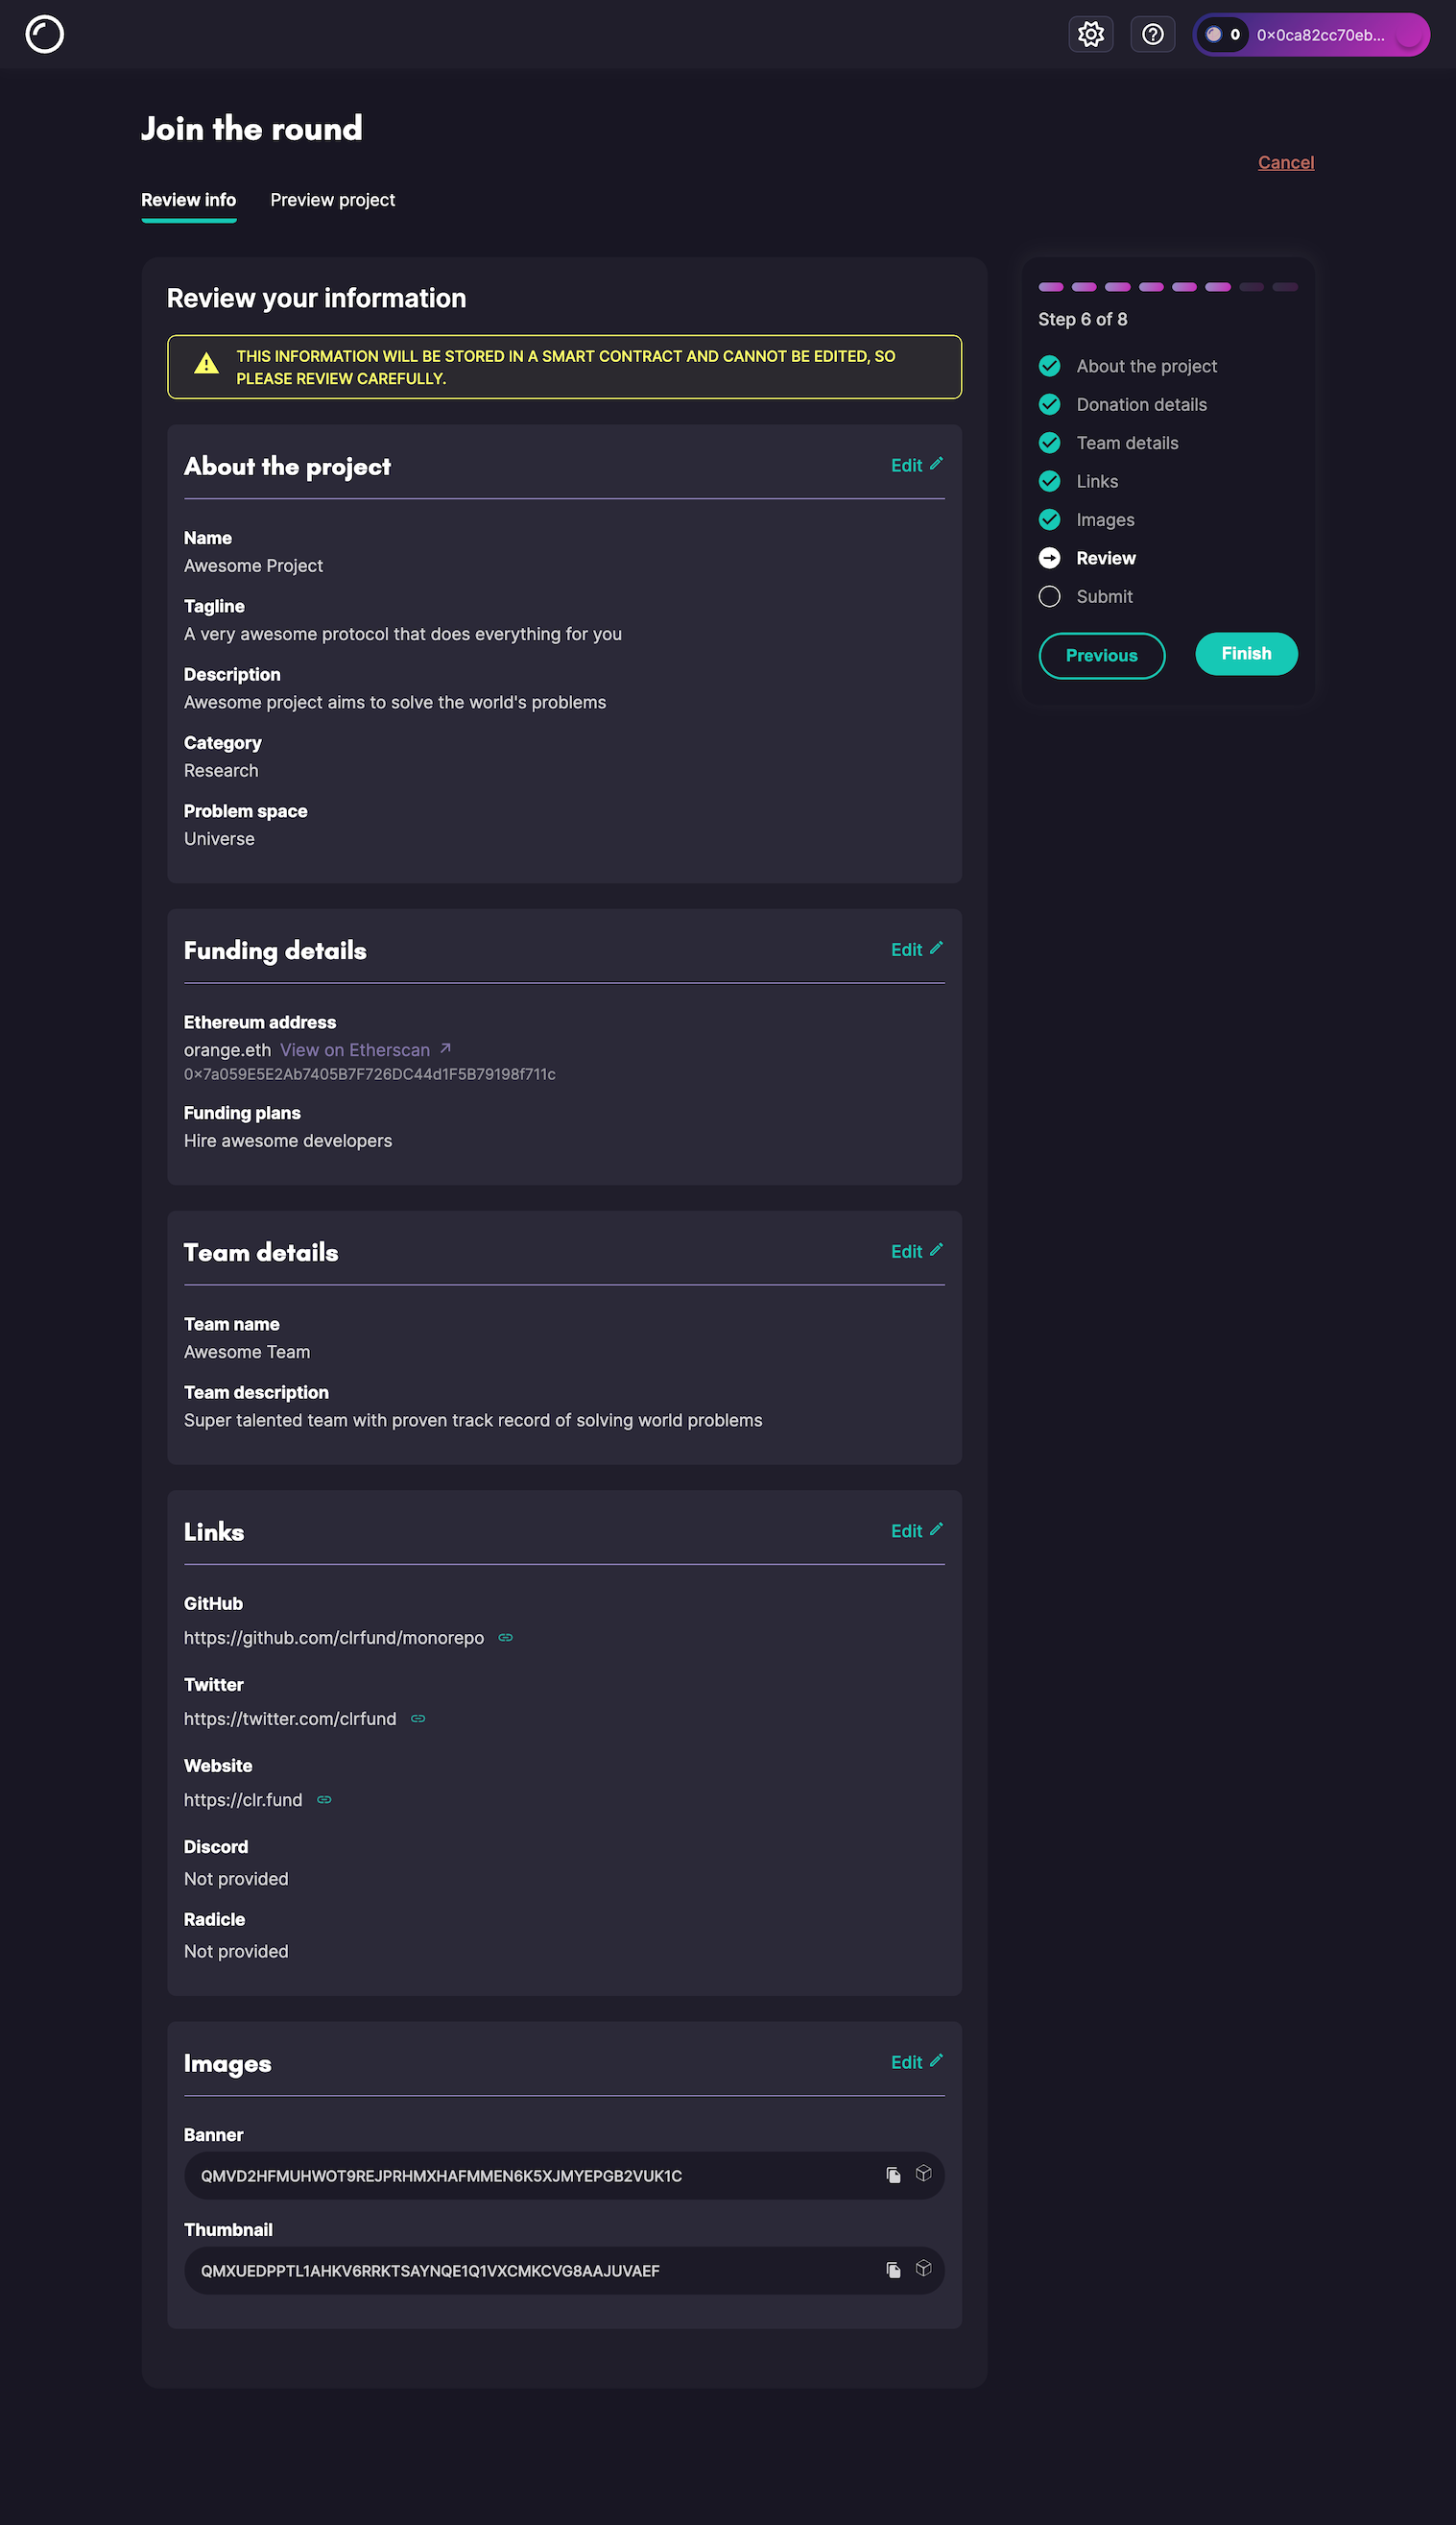 0
0×0ca82cc70eb...
Join the round
Cancel
Review info
Preview project
Review your information
THIS INFORMATION WILL BE STORED IN A SMART CONTRACT AND CANNOT BE EDITED, SO
PLEASE REVIEW CAREFULLY.
About the project
Edit
Name
Awesome Project
Tagline
A very awesome protocol that does everything for you
Description
Awesome project aims to solve the world's problems
Category
Research
Problem space
Universe
Funding details
Edit
Ethereum address
orange.eth View on Etherscan
0×7a059E5E2Ab7405B7F726DC44d1F5B79198f711c
Funding plans
Hire awesome developers
Team details
Edit
Team name
Awesome Team
Team description
Super talented team with proven track record of solving world problems
Links
Edit
GitHub
https://github.com/clrfund/monorepo
Twitter
https://twitter.com/clrfund
Website
https://clr.fund
Discord
Not provided
Radicle
Not provided
Images
Edit
Banner
QMVD2HFMUHWOT9REJPRHMXHAFMMEN6K5XJMYEPGB2VUK1C
Thumbnail
QMXUEDPPTL1AHKV6RRKTSAYNQE1Q1VXCMKCVG8AAJUVAEF
Step 6 of 8
About the project
Donation details
Team details
Links
Images
Review
Submit
Previous
Finish